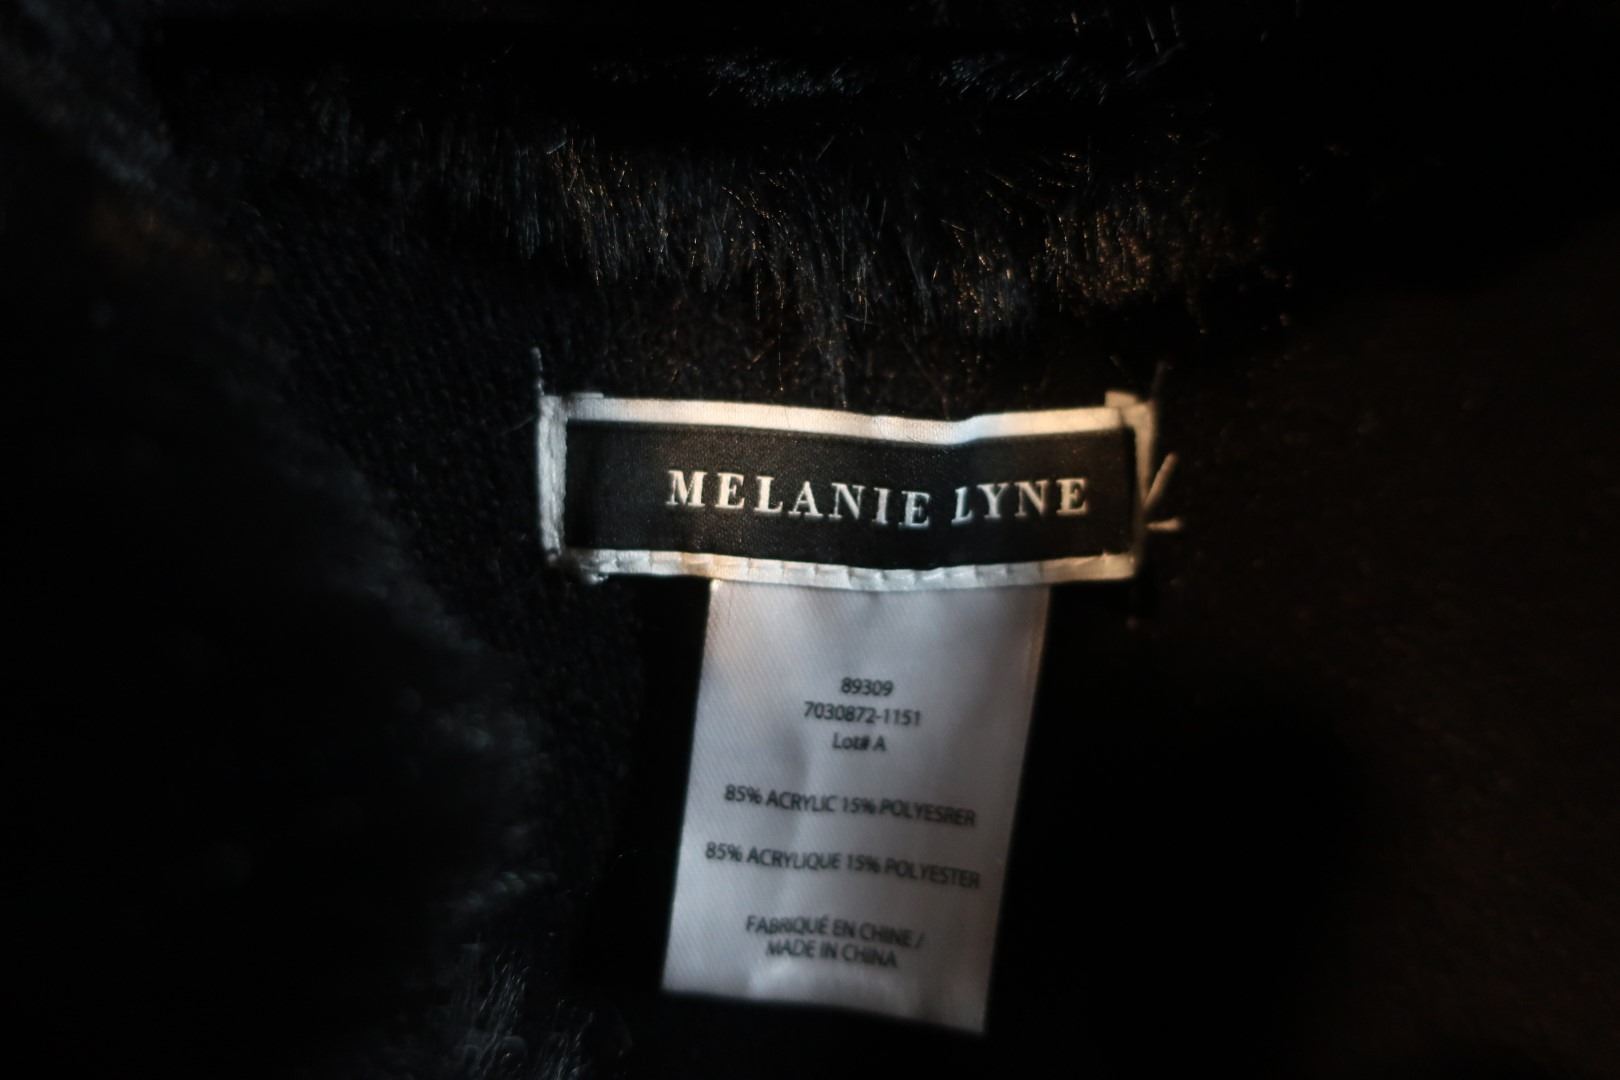 MELANIE LYNE
89309
7030872-1151
Lot# A
85% ACRYLIC 15% POLYESRER
85% ACRYLIQUE 15% POLYESTER
FABRIQUÉ EN CHINE /
MADE IN CHINA